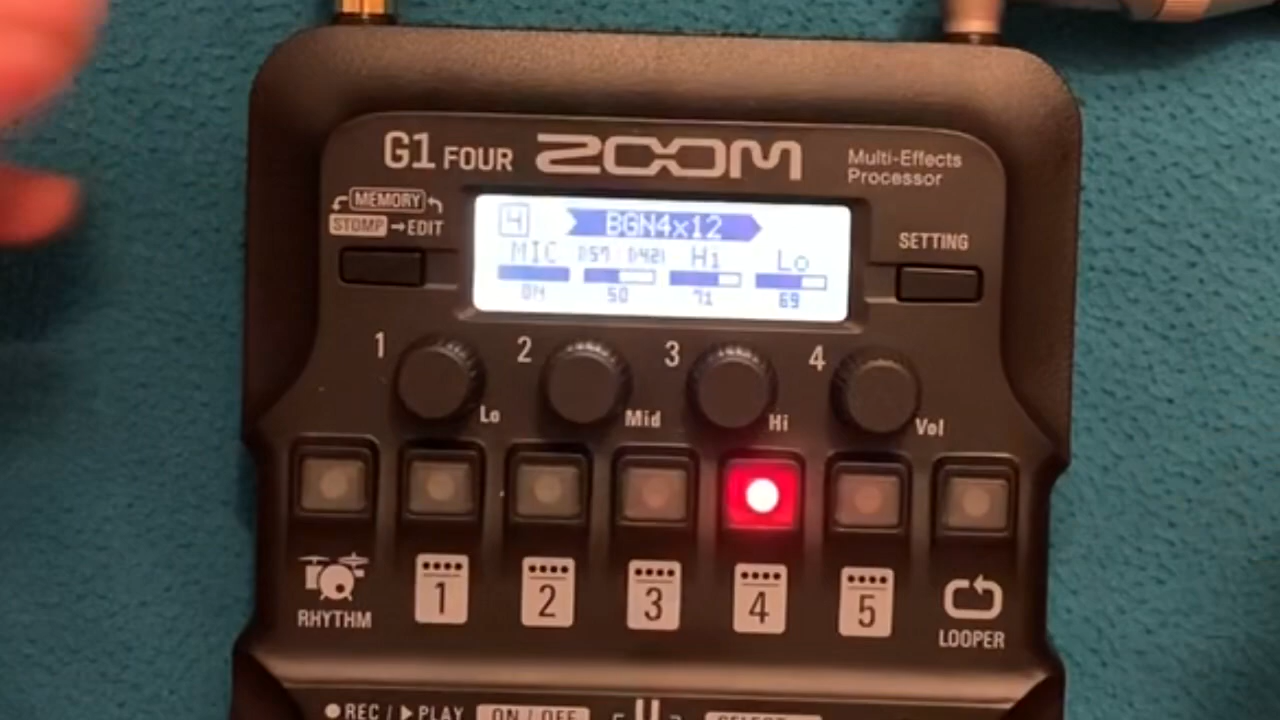 G1 FOUR ZOOM Multi-Effects Processor
MEMORY
STOMP → EDIT
SETTING
4 BGN4x12
MIC D57:D421 Hi Lo
ON 50 71 69
1 2 3 4
Lo Mid Hi Vol
1 2 3 4 5
RHYTHM LOOPER
●REC / ▶PLAY ON / OFF